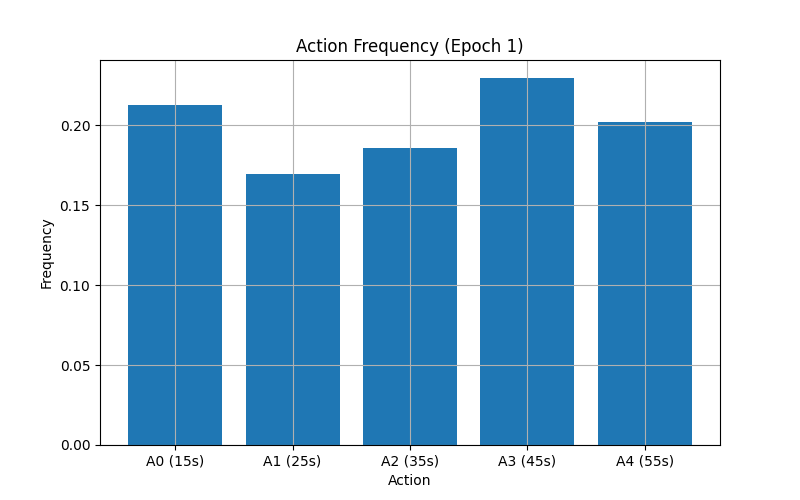 Action Frequency (Epoch 1)
Frequency
0.20
0.15
0.10
0.05
0.00
A0 (15s) A1 (25s) A2 (35s) A3 (45s) A4 (55s)
Action